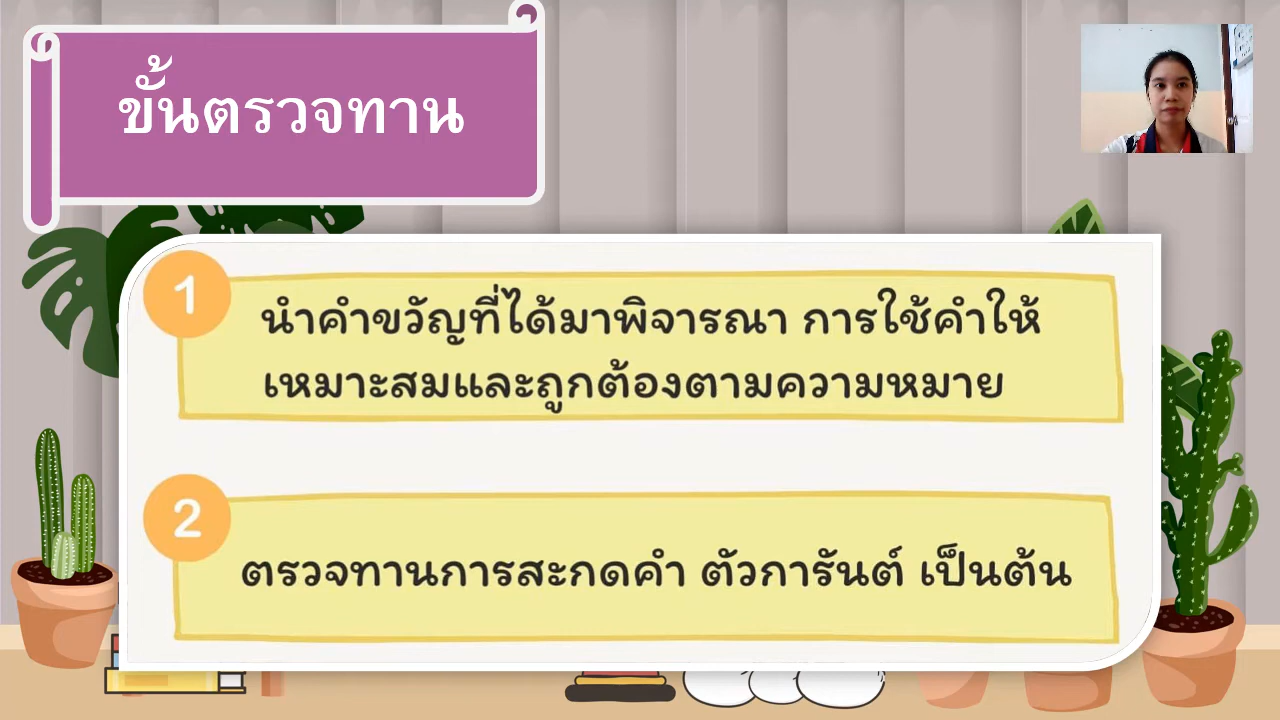 ขั้นตรวจทาน
1
นำคำขวัญที่ได้มาพิจารณา การใช้คำให้
เหมาะสมและถูกต้องตามความหมาย
2
ตรวจทานการสะกดคำ ตัวการันต์ เป็นต้น